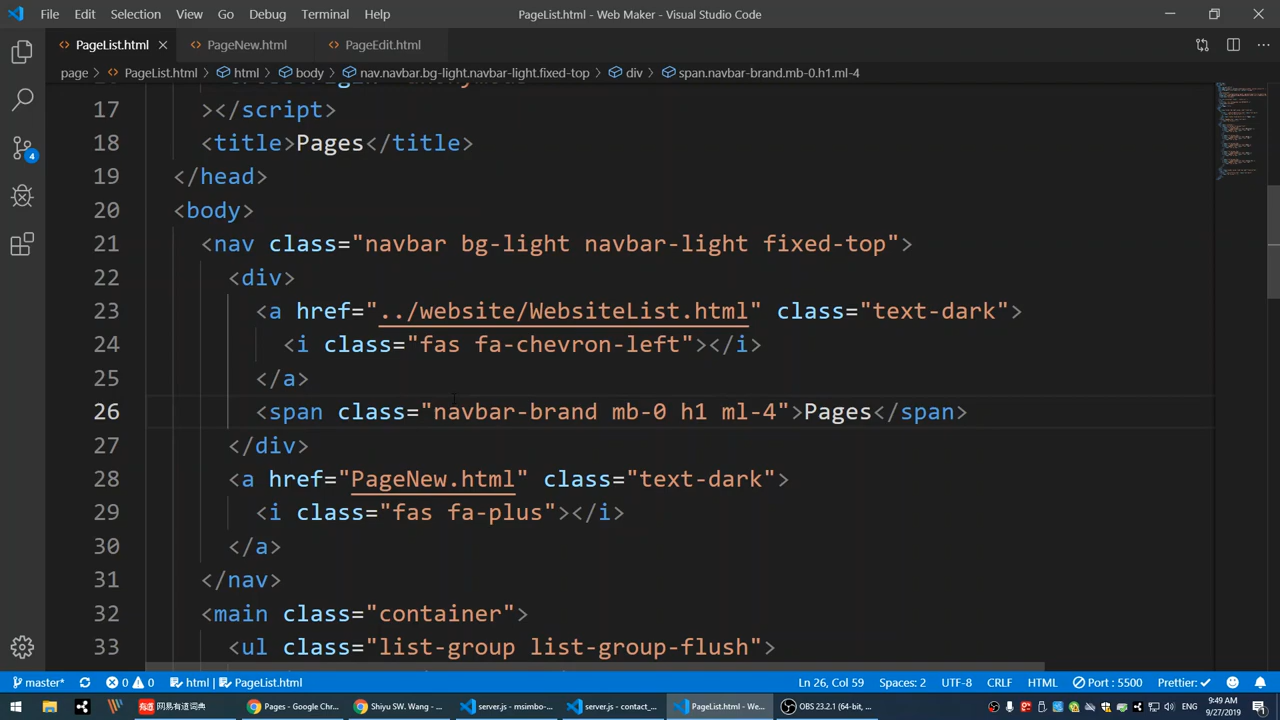 File Edit Selection View Go Debug Terminal Help PageList.html - Web Maker - Visual Studio Code
PageList.html PageNew.html PageEdit.html
page > PageList.html > html > body > nav.navbar.bg-light.navbar-light.fixed-top > div > span.navbar-brand.mb-0.h1.ml-4
17 ></script>
18 <title>Pages</title>
19 </head>
20 <body>
21 <nav class="navbar bg-light navbar-light fixed-top">
22 <div>
23 <a href="../website/WebsiteList.html" class="text-dark">
24 <i class="fas fa-chevron-left"></i>
25 </a>
26 <span class="navbar-brand mb-0 h1 ml-4">Pages</span>
27 </div>
28 <a href="PageNew.html" class="text-dark">
29 <i class="fas fa-plus"></i>
30 </a>
31 </nav>
32 <main class="container">
33 <ul class="list-group list-group-flush">
4
master* 0 0 html | PageList.html Ln 26, Col 59 Spaces: 2 UTF-8 CRLF HTML Port : 5500 Prettier: ✓
网易有道词典 Pages - Google Chr... Shiyu SW. Wang - ... server.js - msimbo-... server.js - contact_... PageList.html - We... OBS 23.2.1 (64-bit, ... 9:49 AM
9/27/2019